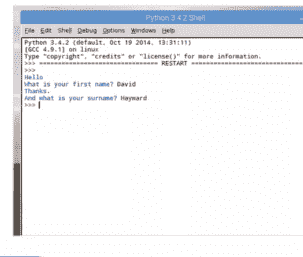 Python 3.4.2 Shell
File Edit Shell Debug Options Windows Help
Python 3.4.2 (default, Oct 19 2014, 13:31:11)
[GCC 4.9.1] on linux
Type "copyright", "credits" or "license()" for more information.
>>> ================================ RESTART ================================
>>>
Hello
What is your first name? David
Thanks.
And what is your surname? Hayward
>>>